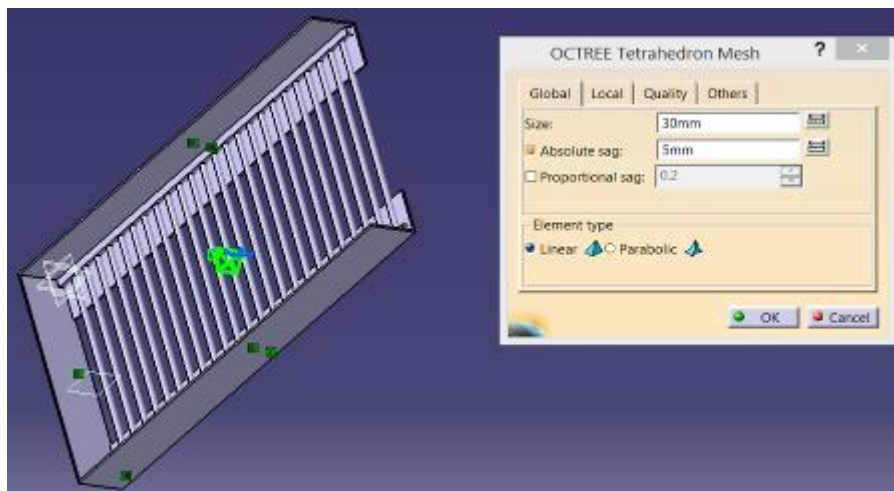 OCTREE Tetrahedron Mesh ?
Global Local Quality Others
Size: 30mm
Absolute sag: 5mm
Proportional sag: 0.2
Element type
Linear Parabolic
OK Cancel